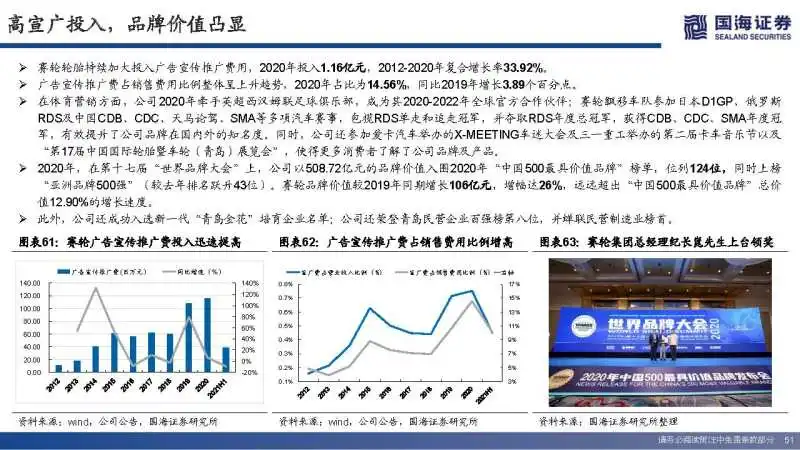 高宣广投入，品牌价值凸显
国海证券
SEALAND SECURITIES
赛轮轮胎持续加大投入广告宣传推广费用，2020年投入1.16亿元，2012-2020年复合增长率33.92%。
广告宣传推广费占销售费用比例整体呈上升趋势，2020年占比为14.56%，同比2019年增长3.89个百分点。
在体育营销方面，公司2020年牵手英超西汉姆联足球俱乐部，成为其2020-2022年全球官方合作伙伴；赛轮飘移车队参加日本D1GP，俄罗斯
RDS及中国CDB、CDC、天马论驾、SMA等多项汽车赛事，包揽RDS单走和追走冠军，并夺取RDS年度总冠军，获得CDB、CDC、SMA年度冠
军，有效提升了公司品牌在国内外的知名度。同时，公司还参加爱卡汽车举办的X-MEETING车迷大会及三一重工举办的第二届卡车音乐节以及
“第17届中国国际轮胎暨车轮（青岛）展览会”，使得更多消费者了解了公司品牌及产品。
2020年，在第十七届“世界品牌大会”上，公司以508.72亿元的品牌价值入围2020年“中国500最具价值品牌”榜单，位列124位，同时上榜
“亚洲品牌500强”（较去年排名跃升43位）。赛轮品牌价值较2019年同期增长106亿元，增幅达26%，远远超出“中国500最具价值品牌”总价
值12.90%的增长速度。
此外，公司还成功入选新一代“青岛金花”培育企业名单；公司还荣登青岛民营企业百强榜第八位，并蝉联民营制造业榜首。
图表61：赛轮广告宣传推广费投入迅速提高
图表62：广告宣传推广费占销售费用比例增高
图表63：赛轮集团总经理纪长崑先生上台领奖
广告宣传推广费(百万元) 同比增速（%）
140.00 140%
120.00 120%
100.00 100%
80.00 80%
60.00 60%
40.00 40%
20.00 20%
0.00 0%
-20%
2012 2013 2014 2015 2016 2017 2018 2019 2020 2021H1
宣广费占营业收入比例（%） 宣广费占销售费用比例（%）—右轴
0.8% 17%
0.7% 15%
0.6% 13%
0.5% 11%
0.4% 9%
0.3% 7%
0.2% 5%
0.1% 3%
2012 2013 2014 2015 2016 2017 2018 2019 2020 2021H1
世界品牌大会
2020
WORLD BRAND SUMMIT
2020年中国500最具价值品牌发布会
NEWS RELEASE FOR THE CHINA'S 500 MOST VALUABLE BRANDS
资料来源：wind，公司公告，国海证券研究所
资料来源：wind，公司公告，国海证券研究所
资料来源：国海证券研究所整理
请务必阅读附注中免责条款部分 51